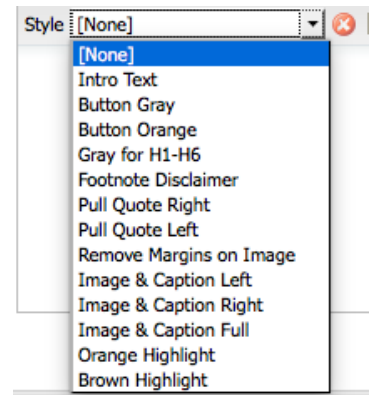 Style [None]
[None]
Intro Text
Button Gray
Button Orange
Gray for H1-H6
Footnote Disclaimer
Pull Quote Right
Pull Quote Left
Remove Margins on Image
Image & Caption Left
Image & Caption Right
Image & Caption Full
Orange Highlight
Brown Highlight